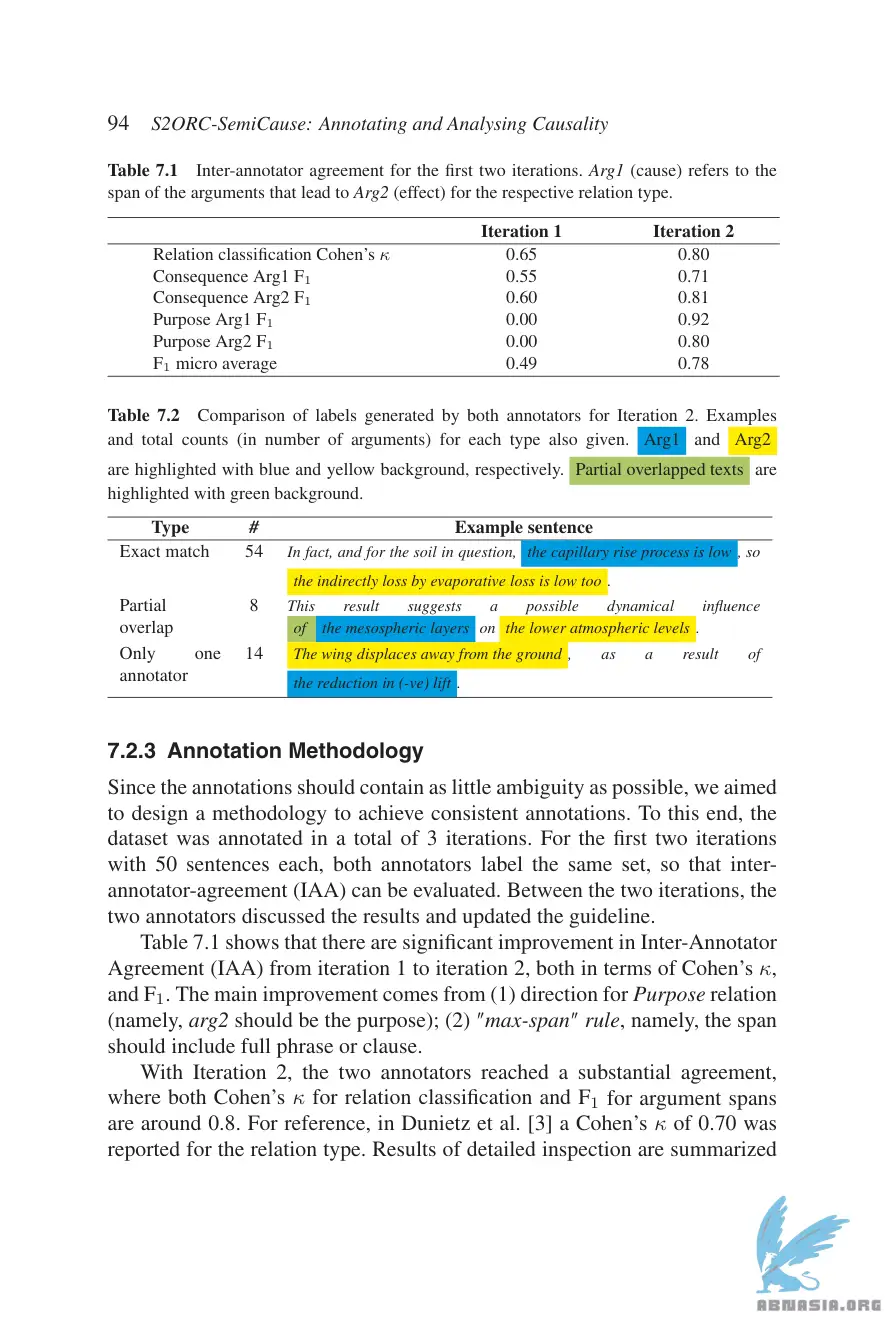 94 S2ORC-SemiCause: Annotating and Analysing Causality
Table 7.1 Inter-annotator agreement for the first two iterations. Arg1 (cause) refers to the
span of the arguments that lead to Arg2 (effect) for the respective relation type.
Iteration 1 Iteration 2
Relation classification Cohen's κ 0.65 0.80
Consequence Arg1 F₁ 0.55 0.71
Consequence Arg2 F₁ 0.60 0.81
Purpose Arg1 F₁ 0.00 0.92
Purpose Arg2 F₁ 0.00 0.80
F₁ micro average 0.49 0.78
Table 7.2 Comparison of labels generated by both annotators for Iteration 2. Examples
and total counts (in number of arguments) for each type also given. Arg1 and Arg2
are highlighted with blue and yellow background, respectively. Partial overlapped texts are
highlighted with green background.
Type # Example sentence
Exact match 54 In fact, and for the soil in question, the capillary rise process is low , so
the indirectly loss by evaporative loss is low too .
Partial 8 This result suggests a possible dynamical influence
overlap of the mesospheric layers on the lower atmospheric levels .
Only one 14 The wing displaces away from the ground , as a result of
annotator
the reduction in (-ve) lift .
7.2.3 Annotation Methodology
Since the annotations should contain as little ambiguity as possible, we aimed
to design a methodology to achieve consistent annotations. To this end, the
dataset was annotated in a total of 3 iterations. For the first two iterations
with 50 sentences each, both annotators label the same set, so that inter-
annotator-agreement (IAA) can be evaluated. Between the two iterations, the
two annotators discussed the results and updated the guideline.
Table 7.1 shows that there are significant improvement in Inter-Annotator
Agreement (IAA) from iteration 1 to iteration 2, both in terms of Cohen's κ,
and F₁. The main improvement comes from (1) direction for Purpose relation
(namely, arg2 should be the purpose); (2) "max-span" rule, namely, the span
should include full phrase or clause.
With Iteration 2, the two annotators reached a substantial agreement,
where both Cohen's κ for relation classification and F₁ for argument spans
are around 0.8. For reference, in Dunietz et al. [3] a Cohen's κ of 0.70 was
reported for the relation type. Results of detailed inspection are summarized
ABNASIA.ORG